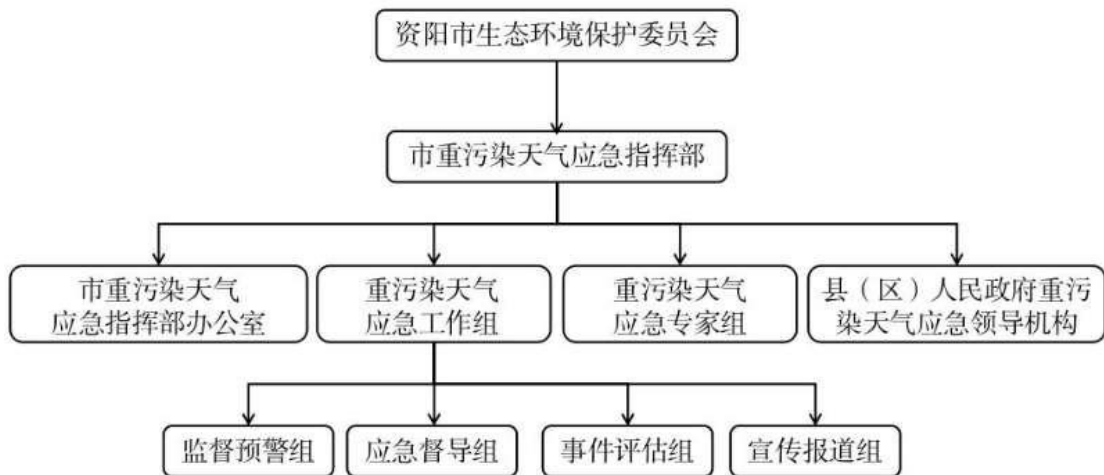 资阳市生态环境保护委员会
市重污染天气应急指挥部
市重污染天气
应急指挥部办公室
重污染天气
应急工作组
重污染天气
应急专家组
县（区）人民政府重污
染天气应急领导机构
监督预警组
应急督导组
事件评估组
宣传报道组